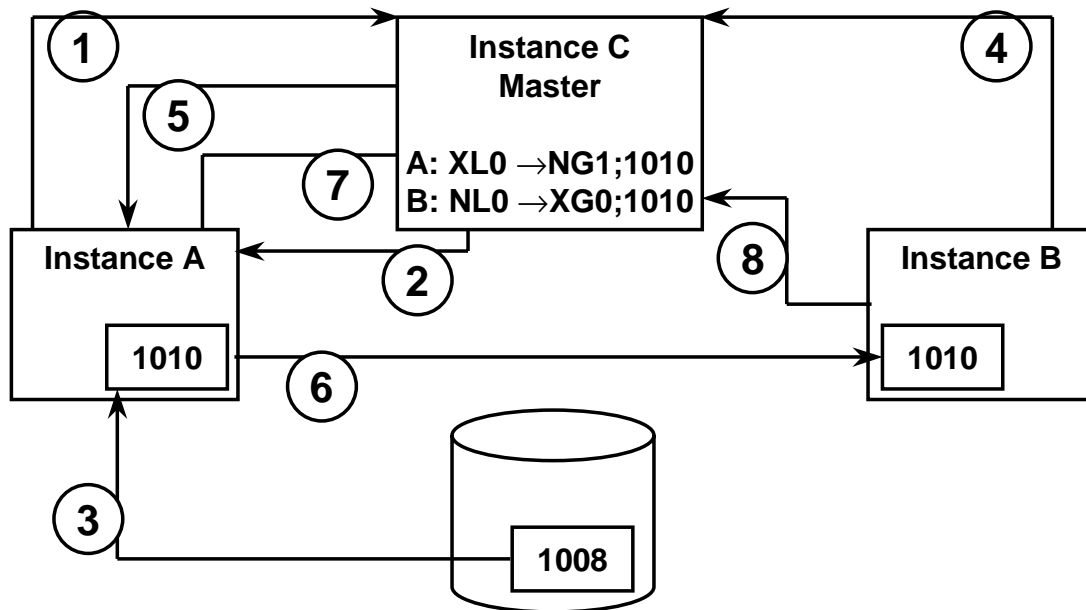 1
4
Instance C
Master
5
7
A: XL0 →NG1;1010
B: NL0 →XG0;1010
Instance A
2
8
Instance B
1010
6
1010
3
1008